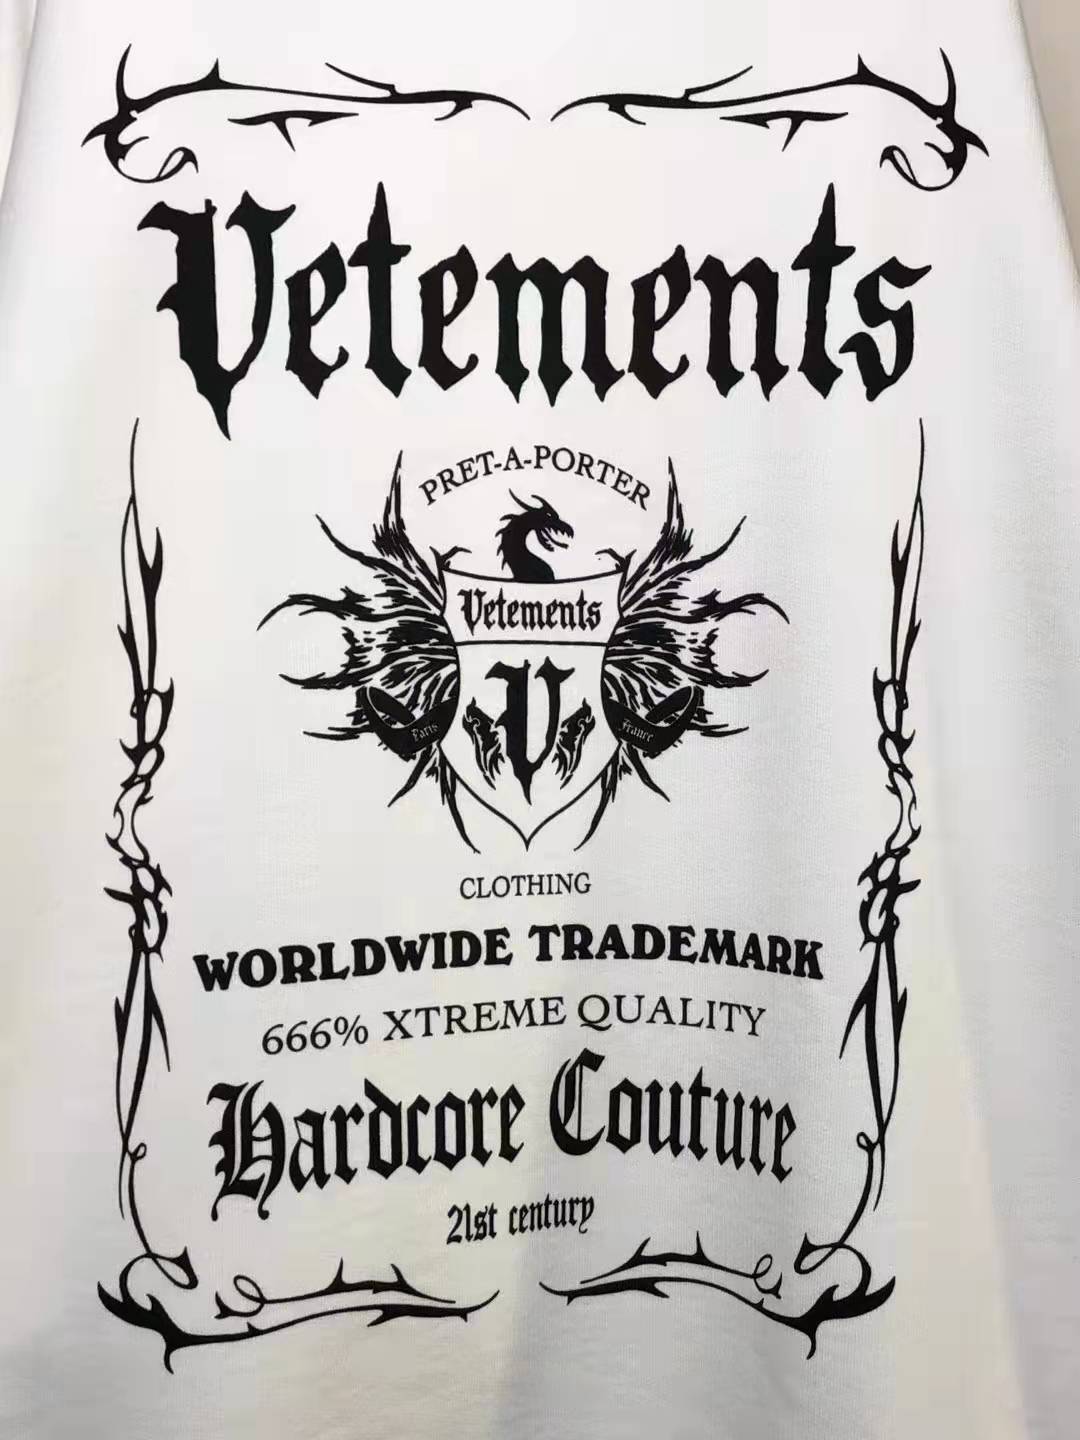 Vetements
PRET-A-PORTER
Vetements
V
Paris
France
CLOTHING
WORLDWIDE TRADEMARK
666% XTREME QUALITY
Hardcore Couture
21st century